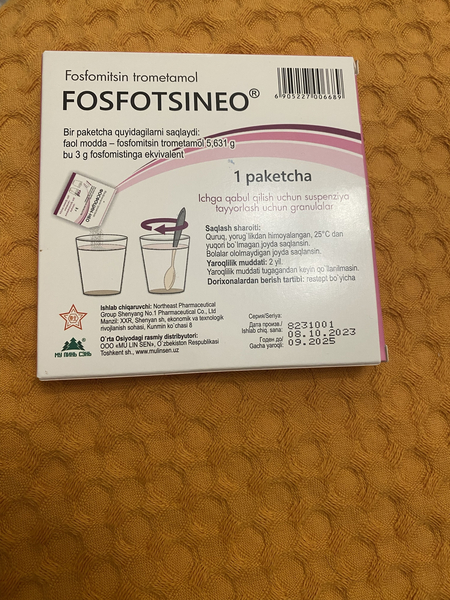 Fosfomitsin trometamol
FOSFOTSINEO®
6 905227 006689
Bir paketcha quyidagilarni saqlaydi:
faol modda – fosfomitsin trometamol 5,631 g
bu 3 g fosfomistinga ekvivalent
1 paketcha
Ichga qabul qilish uchun suspenziya
tayyorlash uchun granulalar
Saqlash sharoiti:
Quruq, yorug`likdan himoyalangan, 25°C dan
yuqori bo`lmagan joyda saqlansin.
Bolalar ololmaydigan joyda saqlansin.
Yaroqlilik muddati: 2 yil.
Yaroqlilik muddati tugagandan keyin qo`llanilmasin.
Dorixonalardan berish tartibi: retsept bo`yicha
Ishlab chiqaruvchi: Northeast Pharmaceutical
Group Shenyang No.1 Pharmaceutical Co., Ltd
Manzil: XXR, Shenyan sh, ekonomik va texnologik
rivojlanish sohasi, Kunmin ko`chasi 8
МУ ЛИНЬ СЭНЬ
O`rta Osiyodagi rasmiy distribyutori:
OOO «MU LIN SEN», O`zbekiston Respublikasi
Toshkent sh., www.mulinsen.uz
Серия/Seriya:
Дата произв./
Ishlab chiq. sana:
Годен до/
Gacha yaroqli:
8231001
08.10.2023
09.2025